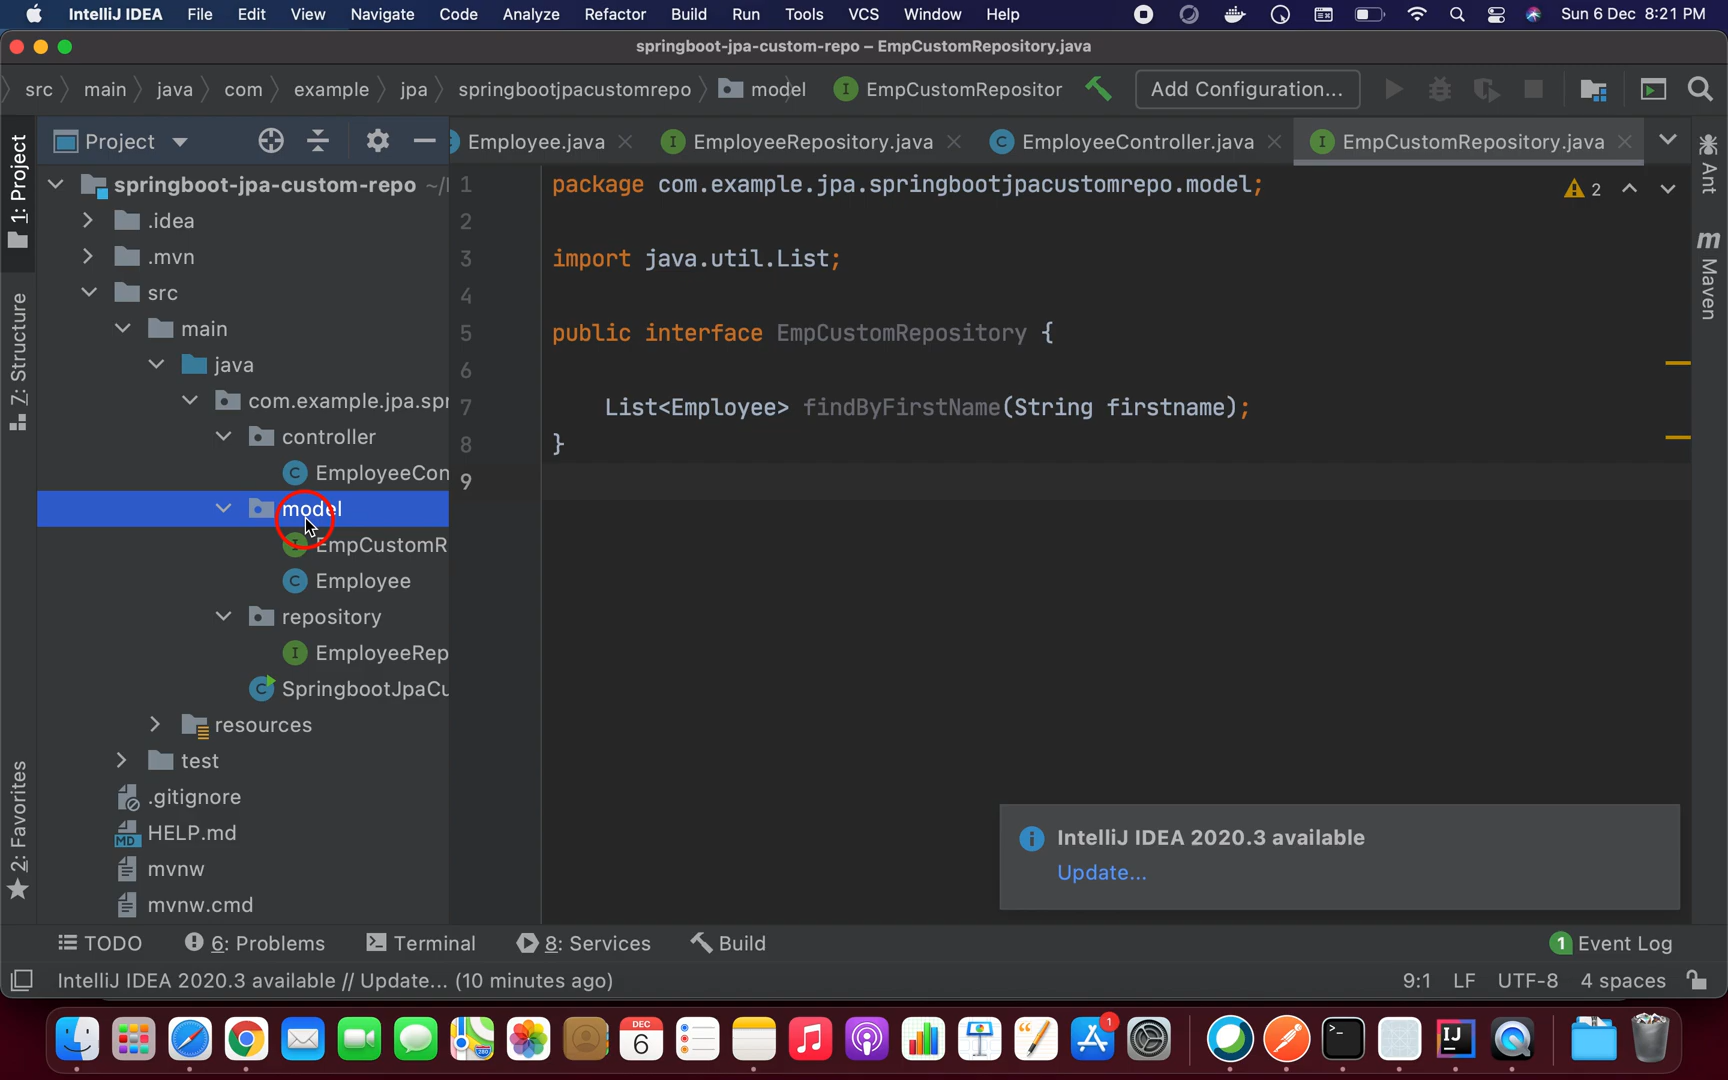 IntelliJ IDEA File Edit View Navigate Code Analyze Refactor Build Run Tools VCS Window Help Sun 6 Dec 8:21 PM
springboot-jpa-custom-repo – EmpCustomRepository.java
src main java com example jpa springbootjpacustomrepo model EmpCustomRepositor Add Configuration...
Project Employee.java EmployeeRepository.java EmployeeController.java EmpCustomRepository.java
1: Project
Z: Structure
2: Favorites
Ant
Maven
springboot-jpa-custom-repo ~/
.idea
.mvn
src
main
java
com.example.jpa.spr
controller
EmployeeCon
model
EmpCustomR
Employee
repository
EmployeeRep
SpringbootJpaCu
resources
test
.gitignore
HELP.md
mvnw
mvnw.cmd
1 package com.example.jpa.springbootjpacustomrepo.model; 2
2
3 import java.util.List;
4
5 public interface EmpCustomRepository {
6
7 List<Employee> findByFirstName(String firstname);
8 }
9
IntelliJ IDEA 2020.3 available
Update...
TODO 6: Problems Terminal 8: Services Build 1 Event Log
IntelliJ IDEA 2020.3 available // Update... (10 minutes ago) 9:1 LF UTF-8 4 spaces
DEC
6
1
280
IJ